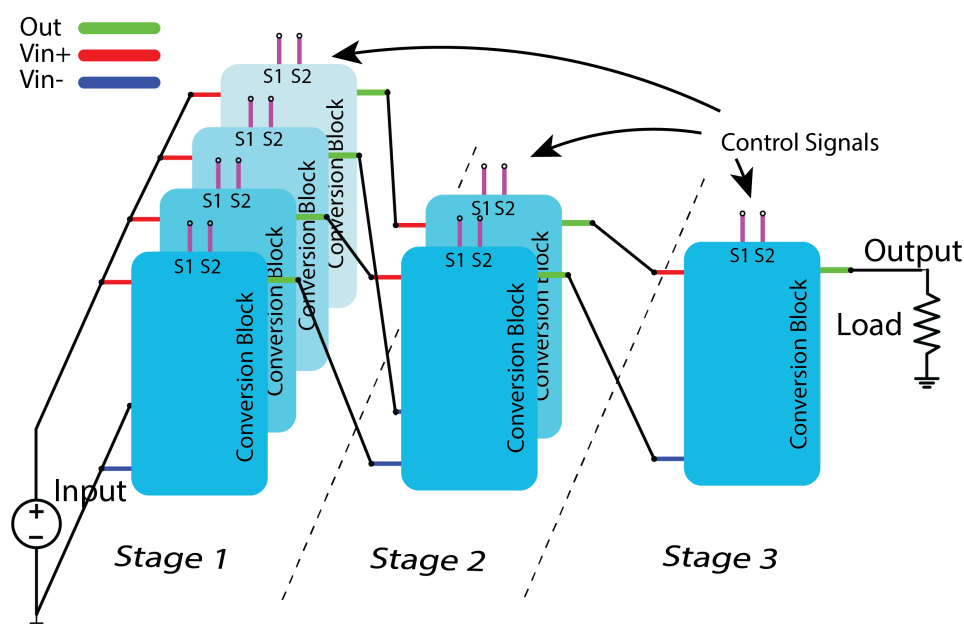 Out
Vin+
Vin-
S1 S2
Conversion Block
S1 S2
Conversion Block
S1 S2
Conversion Block
S1 S2
Conversion Block
Control Signals
S1 S2
Conversion Block
S1 S2
Conversion Block
S1 S2
Conversion Block
Output
Load
Input
+
−
Stage 1
Stage 2
Stage 3